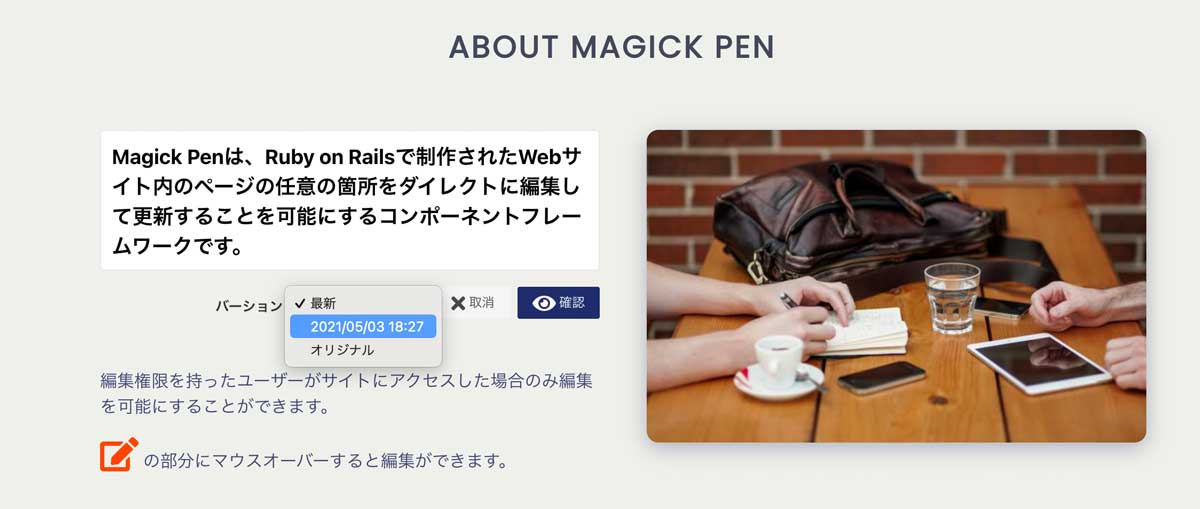 ABOUT MAGICK PEN
Magick Penは、Ruby on Railsで制作されたWebサ
イト内のページの任意の箇所をダイレクトに編集し
て更新することを可能にするコンポーネントフレー
ムワークです。
バージョン ✓ 最新 取消 確認
2021/05/03 18:27
オリジナル
編集権限を持ったユーザーがサイトにアクセスした場合のみ編集
を可能にすることができます。
の部分にマウスオーバーすると編集ができます。